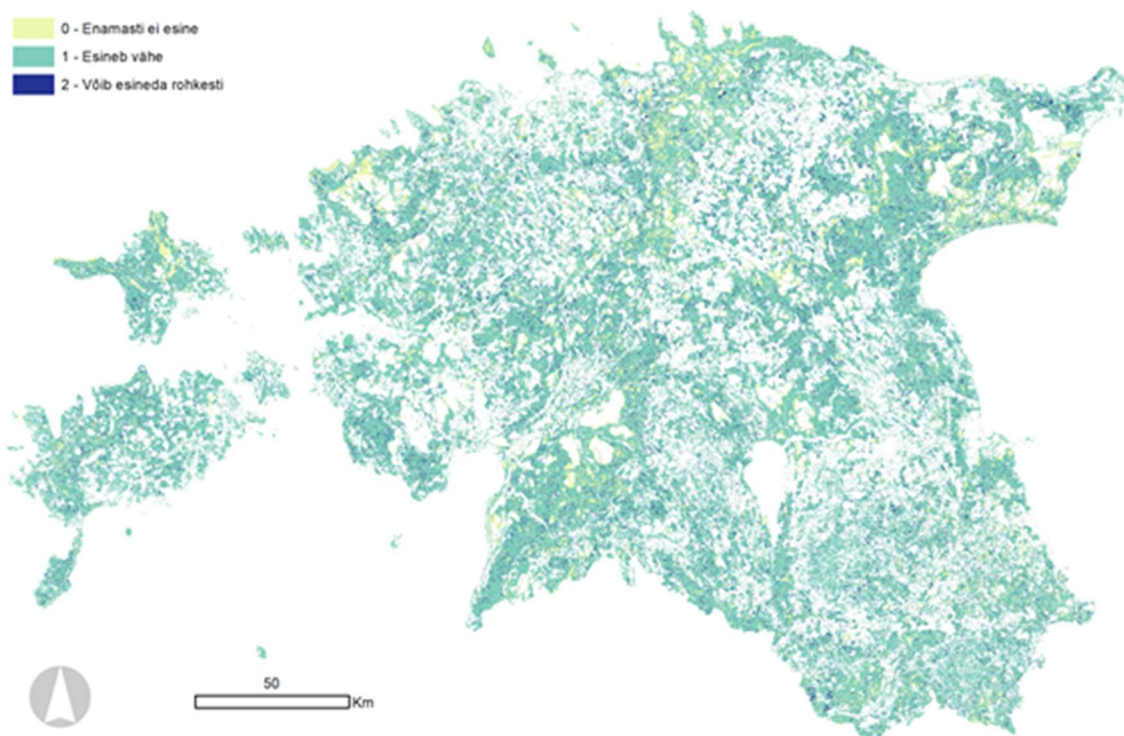 0 - Enamasti ei esine
1 - Esineb vähe
2 - Võib esineda rohkesti
50
Km